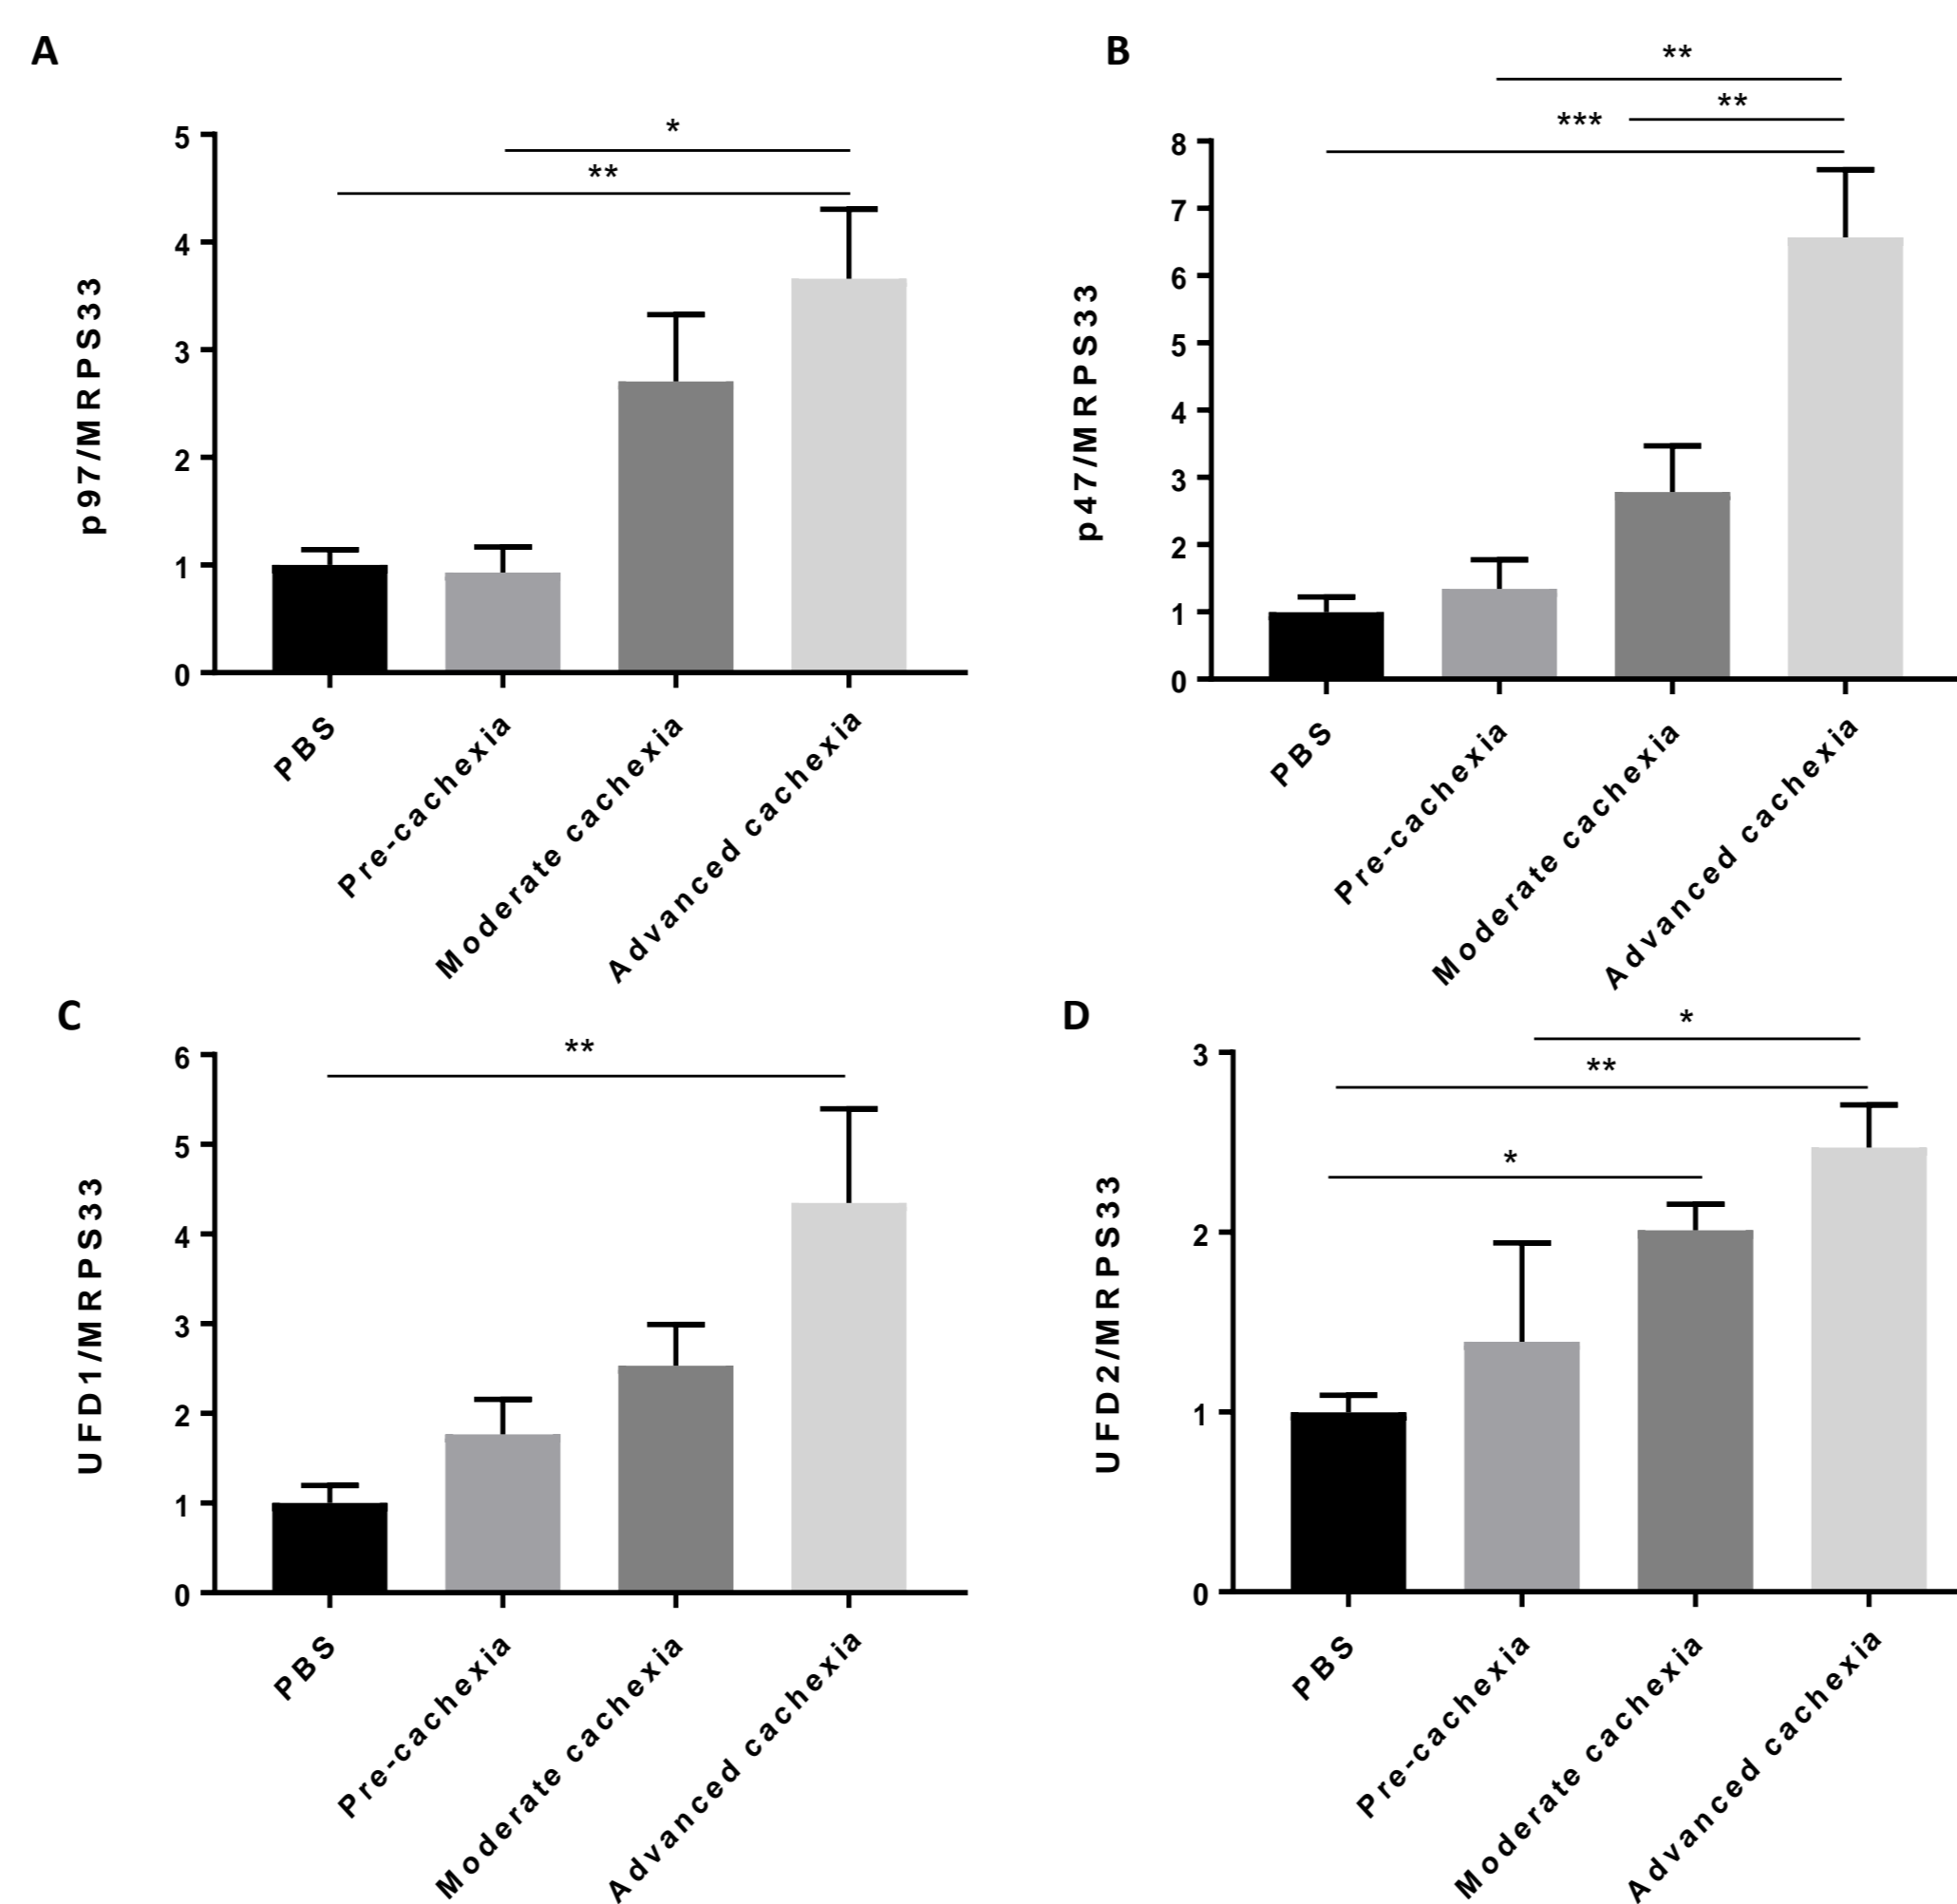 A
*
**
5
4
3
2
1
0
p97/MRPS33
PBS
Pre-cachexia
Moderate cachexia
Advanced cachexia
B
**
**
***
8
7
6
5
4
3
2
1
0
p47/MRPS33
PBS
Pre-cachexia
Moderate cachexia
Advanced cachexia
C
**
6
5
4
3
2
1
0
UFD1/MRPS33
PBS
Pre-cachexia
Moderate cachexia
Advanced cachexia
D
*
**
*
3
2
1
0
UFD2/MRPS33
PBS
Pre-cachexia
Moderate cachexia
Advanced cachexia